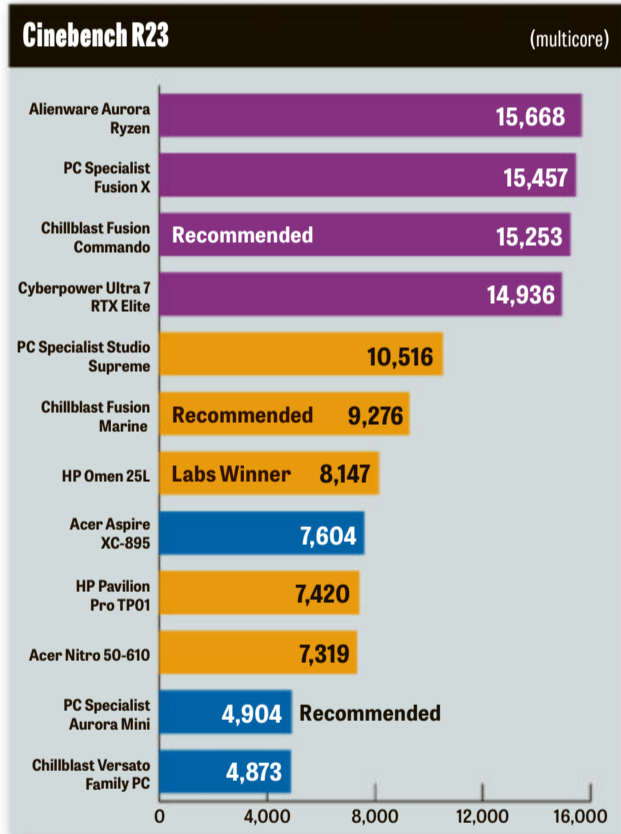 Cinebench R23 (multicore)
Alienware Aurora
Ryzen
15,668
PC Specialist
Fusion X
15,457
Chillblast Fusion
Commando
Recommended 15,253
Cyberpower Ultra 7
RTX Elite
14,936
PC Specialist Studio
Supreme
10,516
Chillblast Fusion
Marine
Recommended 9,276
HP Omen 25L Labs Winner 8,147
Acer Aspire
XC-895
7,604
HP Pavilion
Pro TP01
7,420
Acer Nitro 50-610 7,319
PC Specialist
Aurora Mini
4,904 Recommended
Chillblast Versato
Family PC
4,873
0 4,000 8,000 12,000 16,000